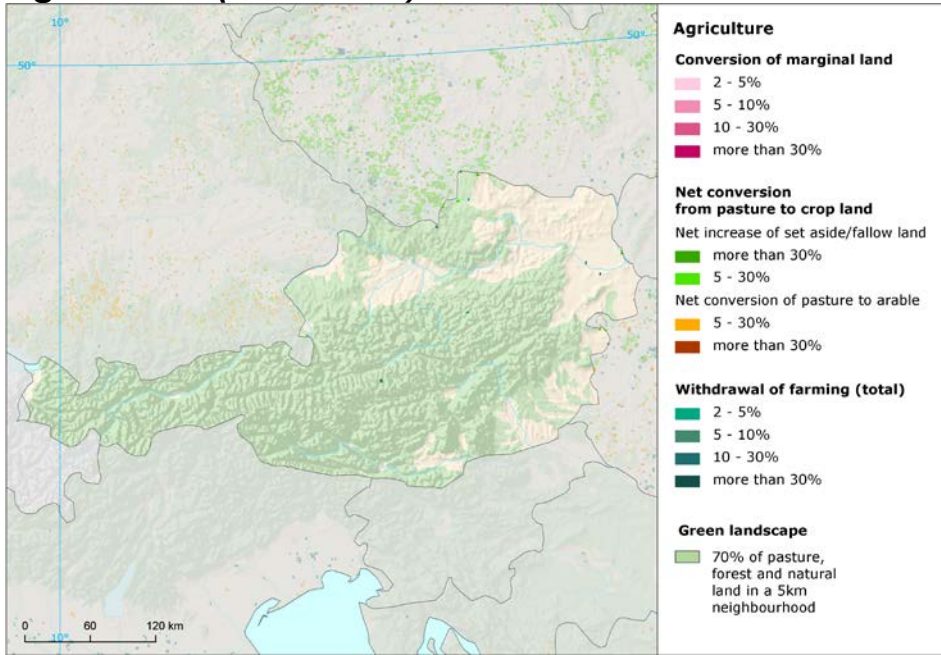 10°
50°
50°
Agriculture
Conversion of marginal land
2 - 5%
5 - 10%
10 - 30%
more than 30%
Net conversion
from pasture to crop land
Net increase of set aside/fallow land
more than 30%
5 - 30%
Net conversion of pasture to arable
5 - 30%
more than 30%
Withdrawal of farming (total)
2 - 5%
5 - 10%
10 - 30%
more than 30%
Green landscape
70% of pasture,
forest and natural
land in a 5km
neighbourhood
0 60 120 km
10°